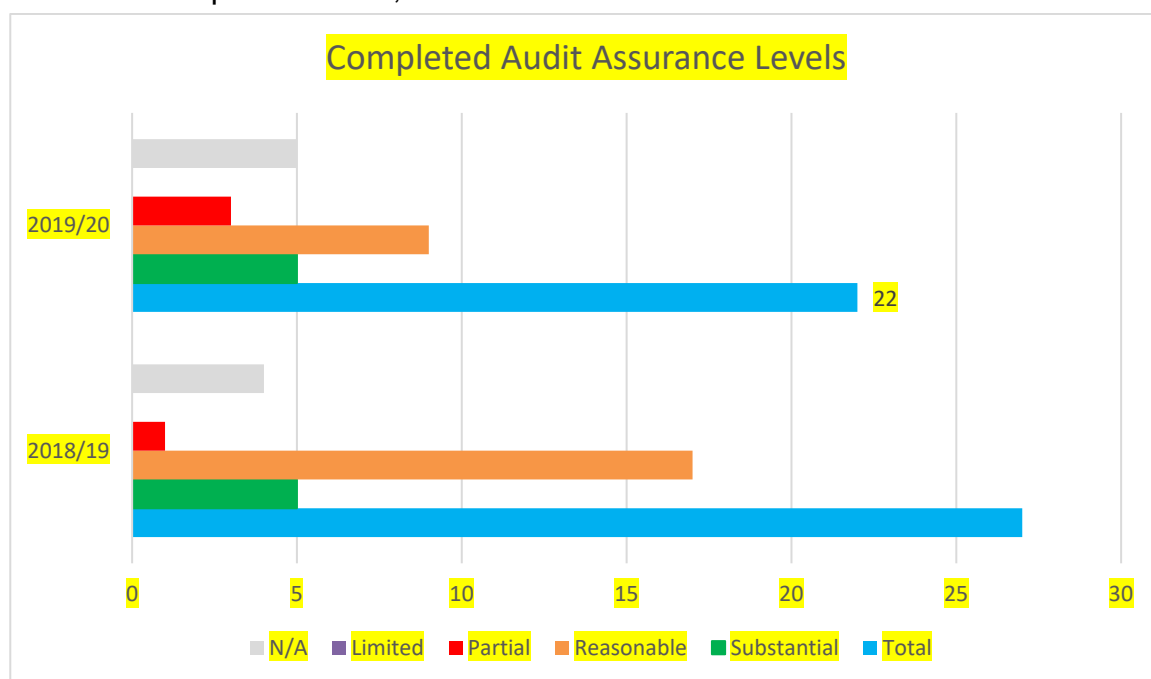 Completed Audit Assurance Levels
2019/20
22
2018/19
0 5 10 15 20 25 30
N/A Limited Partial Reasonable Substantial Total